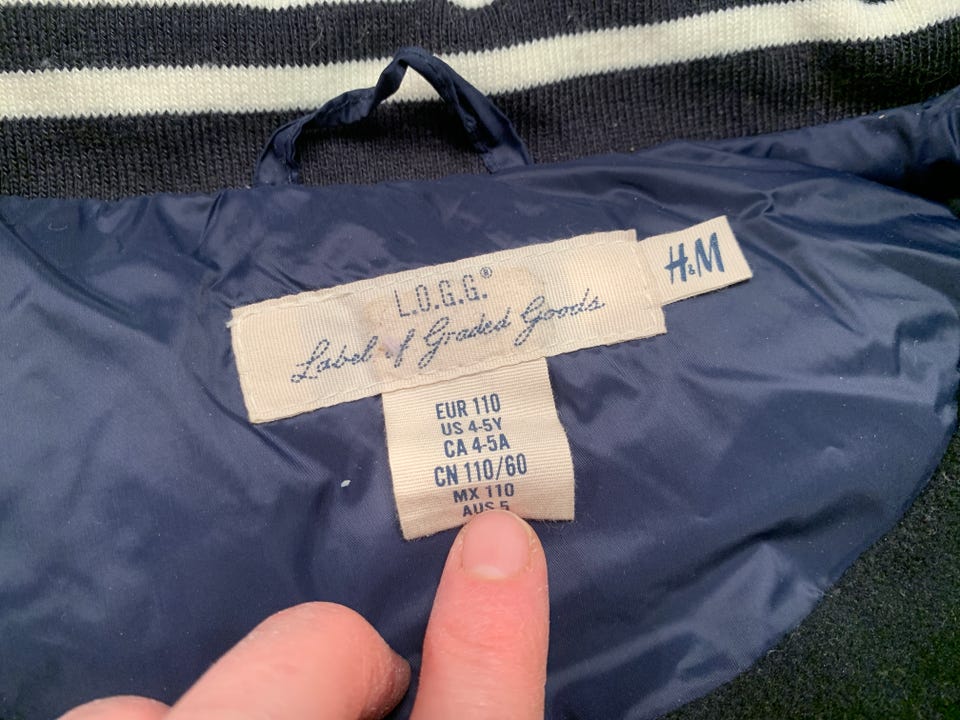 L.O.G.G.®
Label of Graded Goods
H&M
EUR 110
US 4-5Y
CA 4-5A
CN 110/60
MX 110
AUS 5